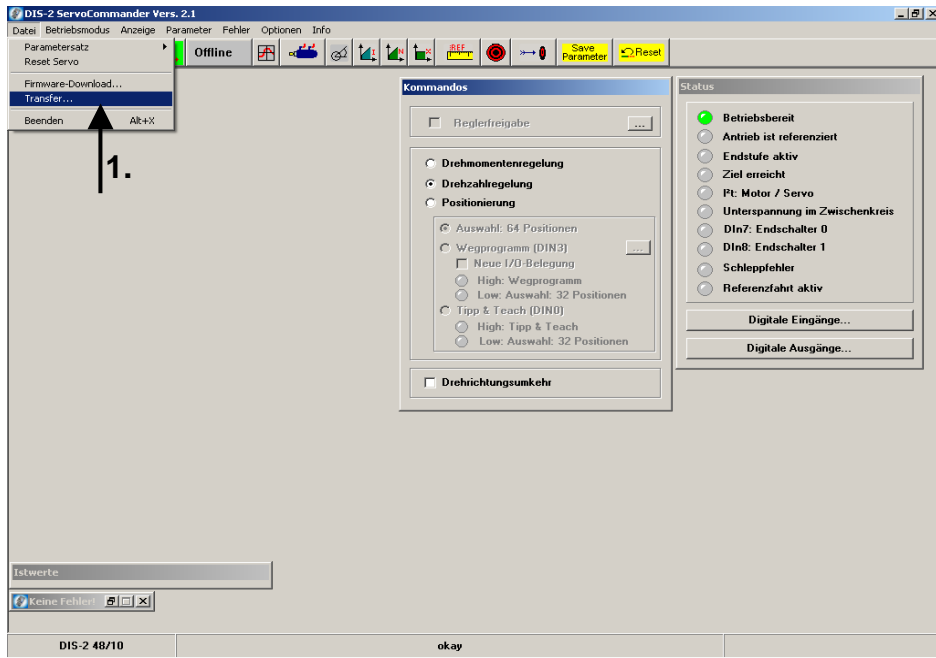 DIS-2 ServoCommander Vers. 2.1
Datei Betriebsmodus Anzeige Parameter Fehler Optionen Info
Offline REF Save Parameter Reset
Parametersatz
Reset Servo
Firmware-Download...
Transfer...
Beenden Alt+X
1.
Kommandos
Reglerfreigabe ...
Drehmomentenregelung
Drehzahlregelung
Positionierung
Auswahl: 64 Positionen
Wegprogramm (DIN3) ...
Neue I/O-Belegung
High: Wegprogramm
Low: Auswahl: 32 Positionen
Tipp & Teach (DIN0)
High: Tipp & Teach
Low: Auswahl: 32 Positionen
Drehrichtungsumkehr
Status
Betriebsbereit
Antrieb ist referenziert
Endstufe aktiv
Ziel erreicht
I²t: Motor / Servo
Unterspannung im Zwischenkreis
DIn7: Endschalter 0
DIn8: Endschalter 1
Schleppfehler
Referenzfahrt aktiv
Digitale Eingänge...
Digitale Ausgänge...
Istwerte
Keine Fehler!
DIS-2 48/10 okay